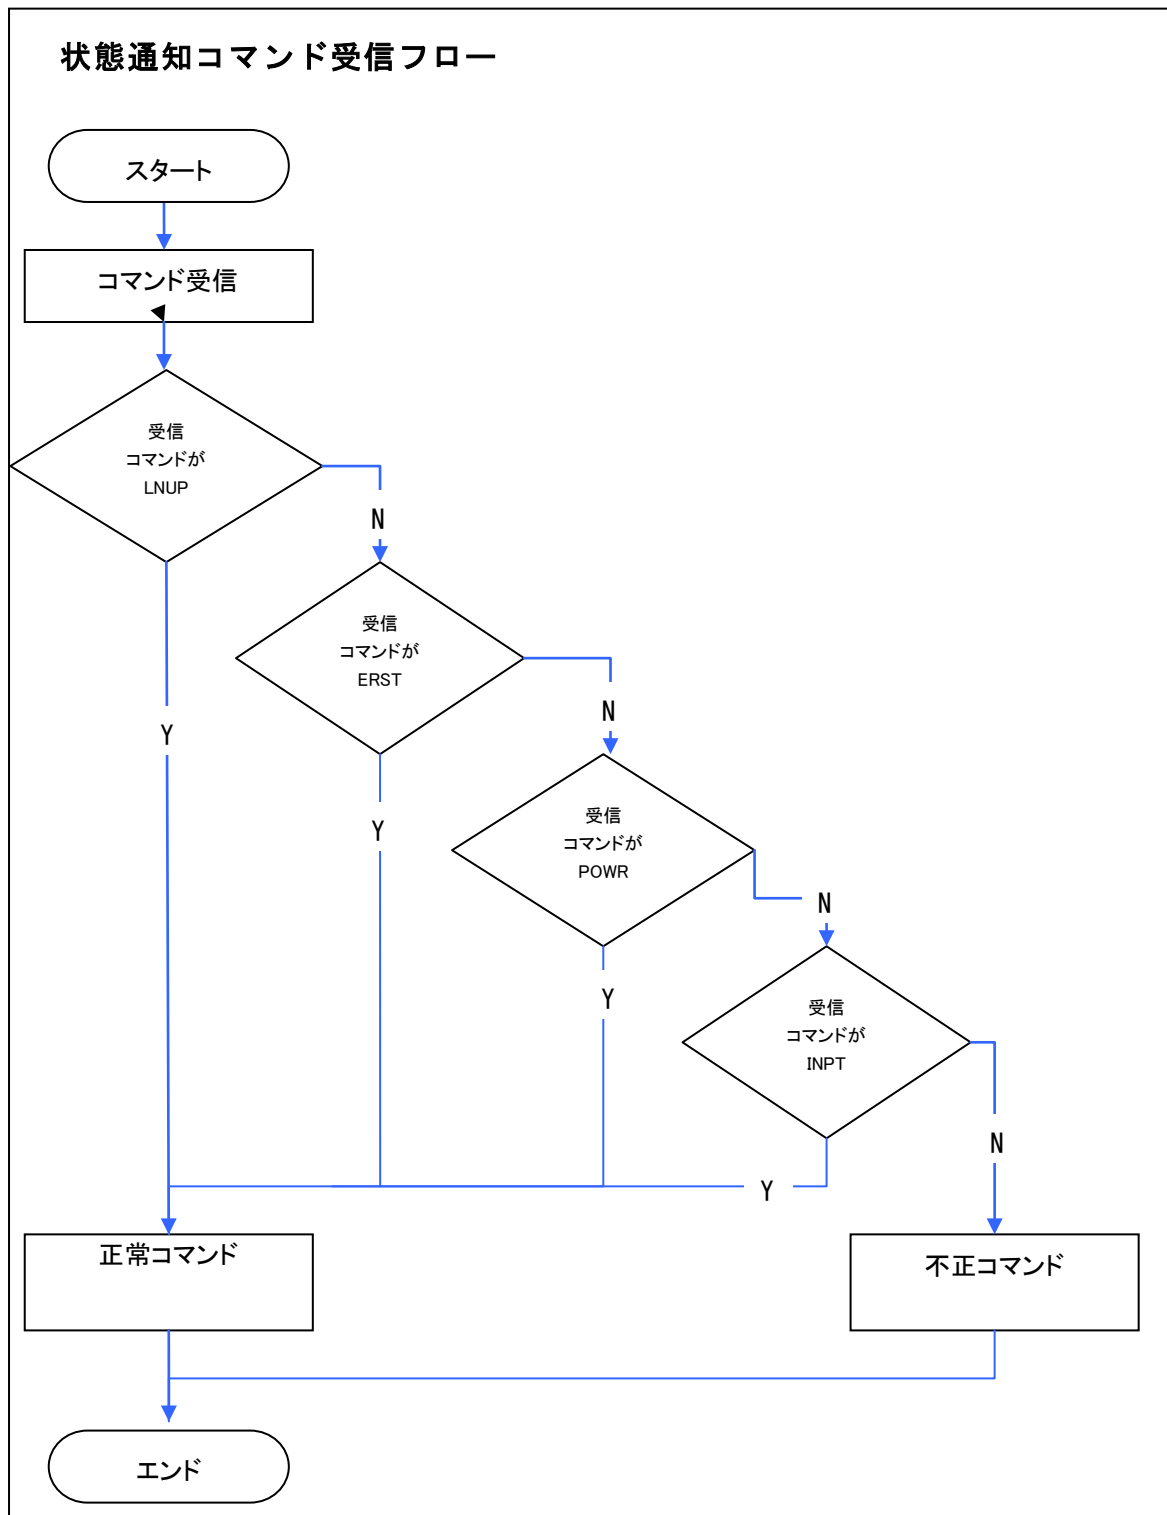 状態通知コマンド受信フロー
スタート
コマンド受信
受信
コマンドが
LNUP
N
受信
コマンドが
ERST
Y
N
受信
コマンドが
POWR
Y
N
受信
コマンドが
INPT
Y
N
Y
正常コマンド
不正コマンド
エンド